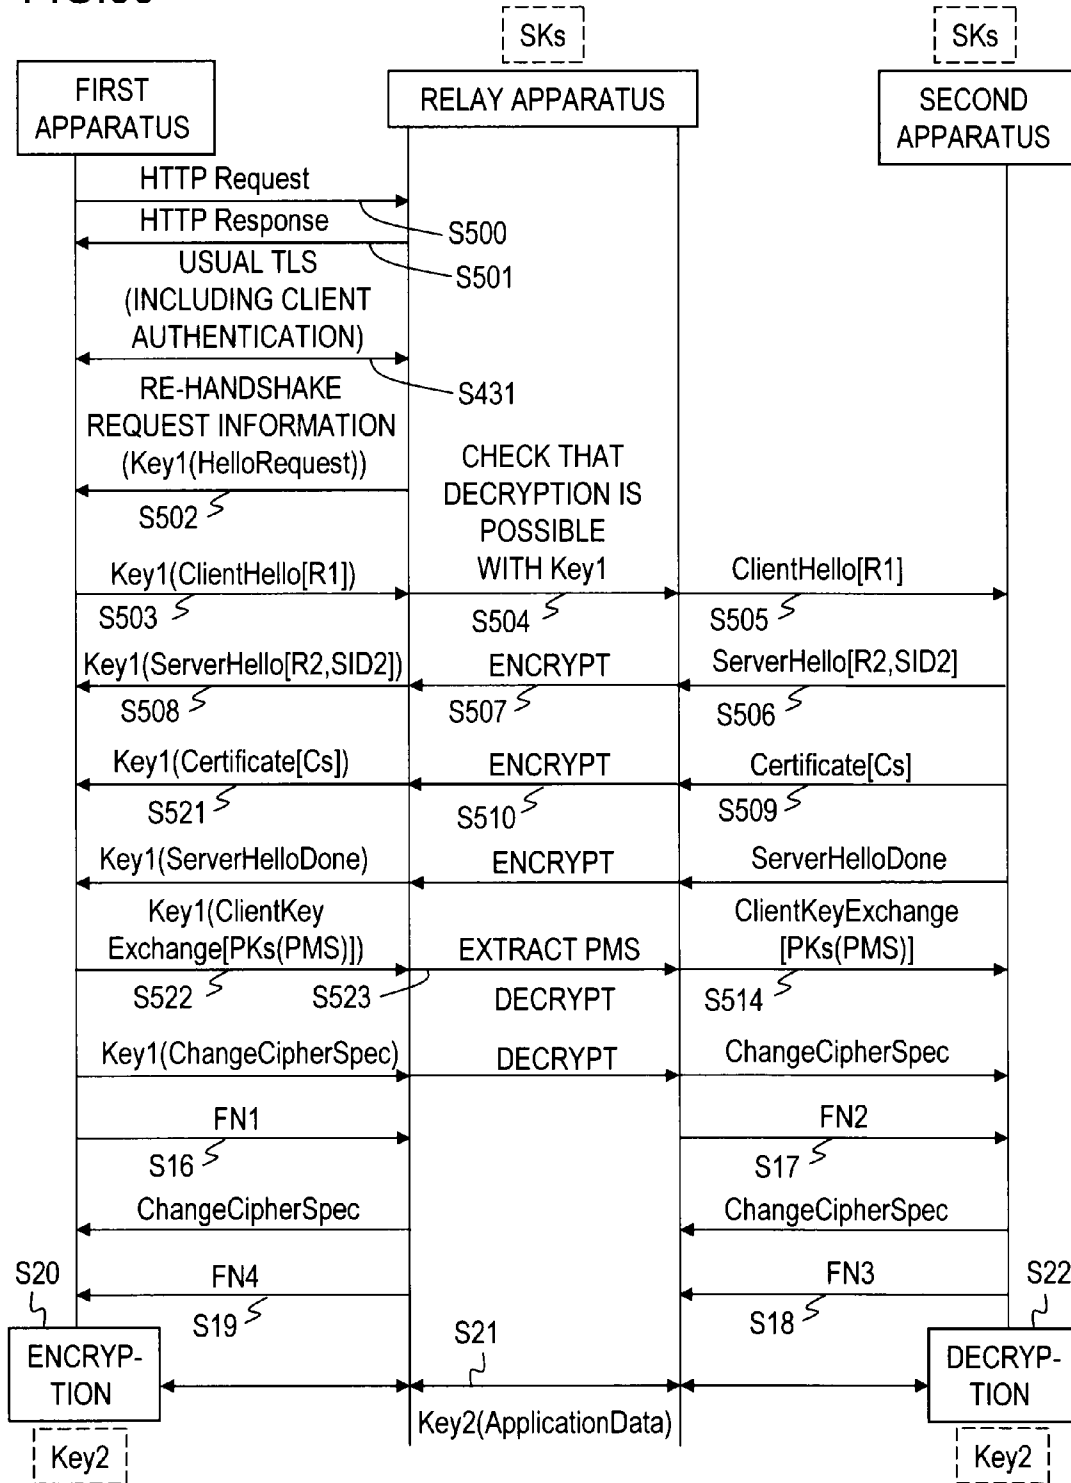 SKs
SKs
FIRST
APPARATUS
RELAY APPARATUS
SECOND
APPARATUS
HTTP Request
S500
HTTP Response
S501
USUAL TLS
(INCLUDING CLIENT
AUTHENTICATION)
S431
RE-HANDSHAKE
REQUEST INFORMATION
(Key1(HelloRequest))
S502
CHECK THAT
DECRYPTION IS
POSSIBLE
WITH Key1
Key1(ClientHello[R1])
ClientHello[R1]
S503
S504
S505
Key1(ServerHello[R2,SID2])
ENCRYPT
ServerHello[R2,SID2]
S508
S507
S506
Key1(Certificate[Cs])
ENCRYPT
Certificate[Cs]
S521
S510
S509
Key1(ServerHelloDone)
ENCRYPT
ServerHelloDone
Key1(ClientKey
Exchange[PKs(PMS)])
EXTRACT PMS
ClientKeyExchange
[PKs(PMS)]
S522
S523
DECRYPT
S514
Key1(ChangeCipherSpec)
DECRYPT
ChangeCipherSpec
FN1
FN2
S16
S17
ChangeCipherSpec
ChangeCipherSpec
S20
FN4
FN3
S22
S19
S18
S21
ENCRYP-
TION
DECRYP-
TION
Key2(ApplicationData)
Key2
Key2